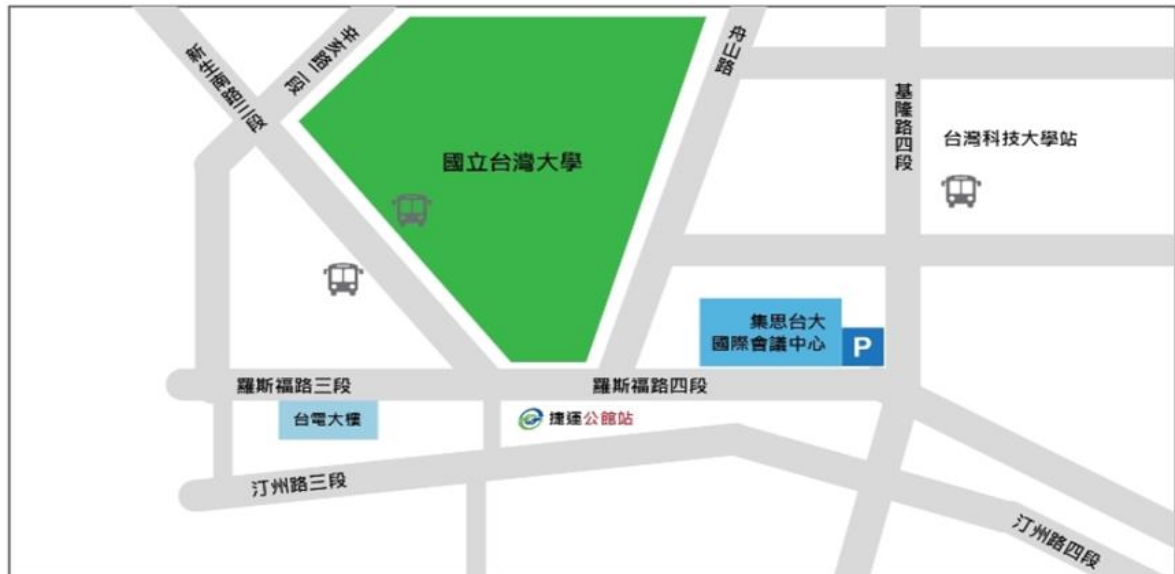 辛亥路一段
新生南路三段
舟山路
基隆路四段
國立台灣大學
台灣科技大學站
集思台大
國際會議中心
P
羅斯福路三段
羅斯福路四段
台電大樓
捷運公館站
汀州路三段
汀州路四段